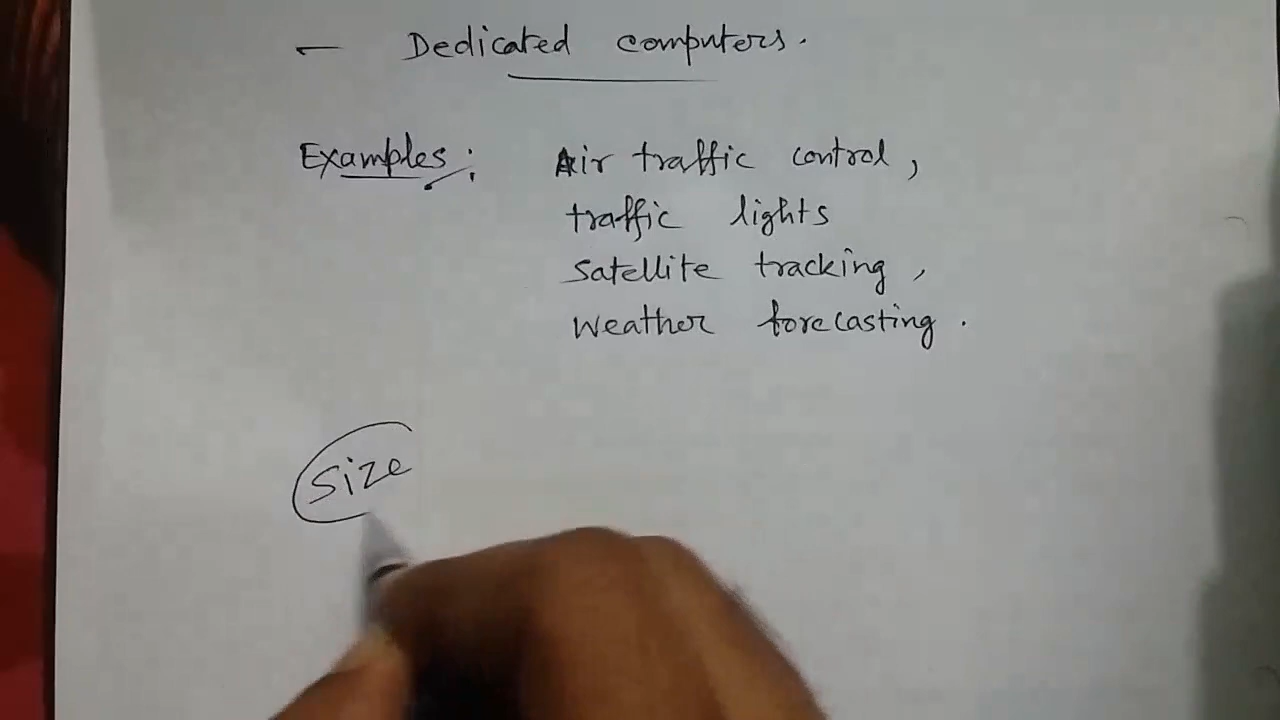 - Dedicated computers.
Examples: Air traffic control,
traffic lights
Satellite tracking,
Weather forecasting.
Size